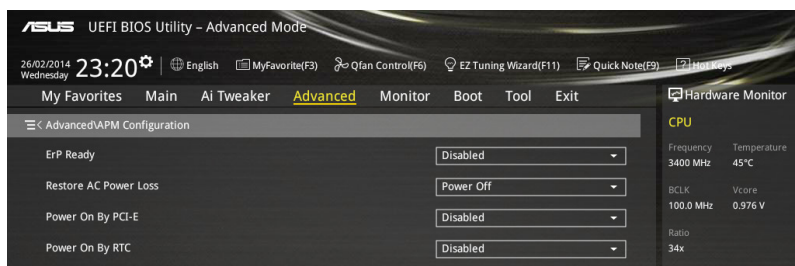 ASUS UEFI BIOS Utility – Advanced Mode
26/02/2014
Wednesday
23:20
English
MyFavorite(F3)
Qfan Control(F6)
EZ Tuning Wizard(F11)
Quick Note(F9)
Hot Keys
My Favorites Main Ai Tweaker Advanced Monitor Boot Tool Exit
Advanced\APM Configuration
ErP Ready Disabled
Restore AC Power Loss Power Off
Power On By PCI-E Disabled
Power On By RTC Disabled
Hardware Monitor
CPU
Frequency Temperature
3400 MHz 45°C
BCLK Vcore
100.0 MHz 0.976 V
Ratio
34x